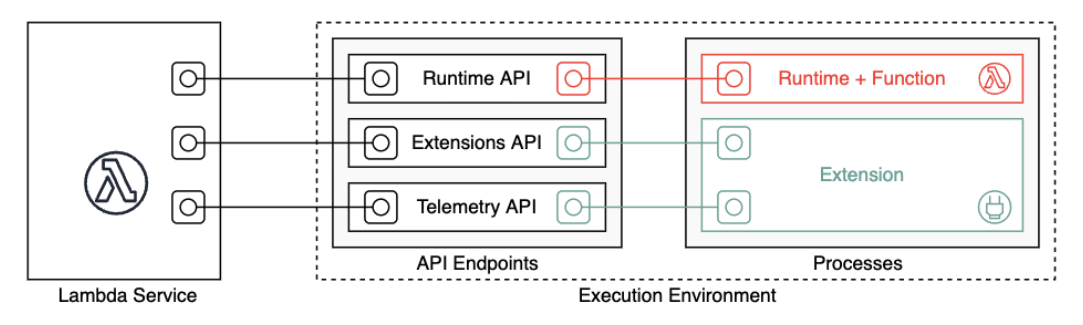 Runtime API
Runtime + Function
Extensions API
Extension
Telemetry API
API Endpoints
Processes
Lambda Service
Execution Environment